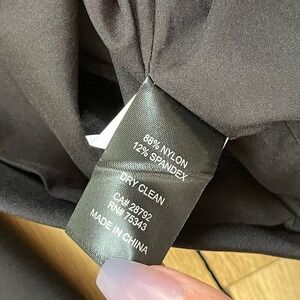 88% NYLON
12% SPANDEX
DRY CLEAN
CA# 28792
RN# 75343
MADE IN CHINA